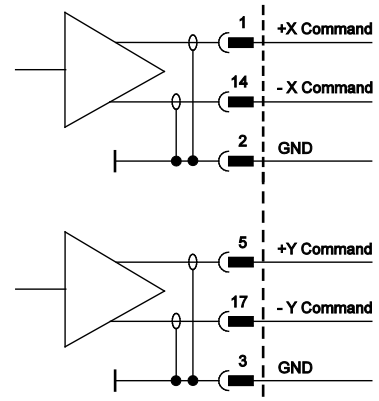 1 +X Command
14 - X Command
2 GND
5 +Y Command
17 - Y Command
3 GND